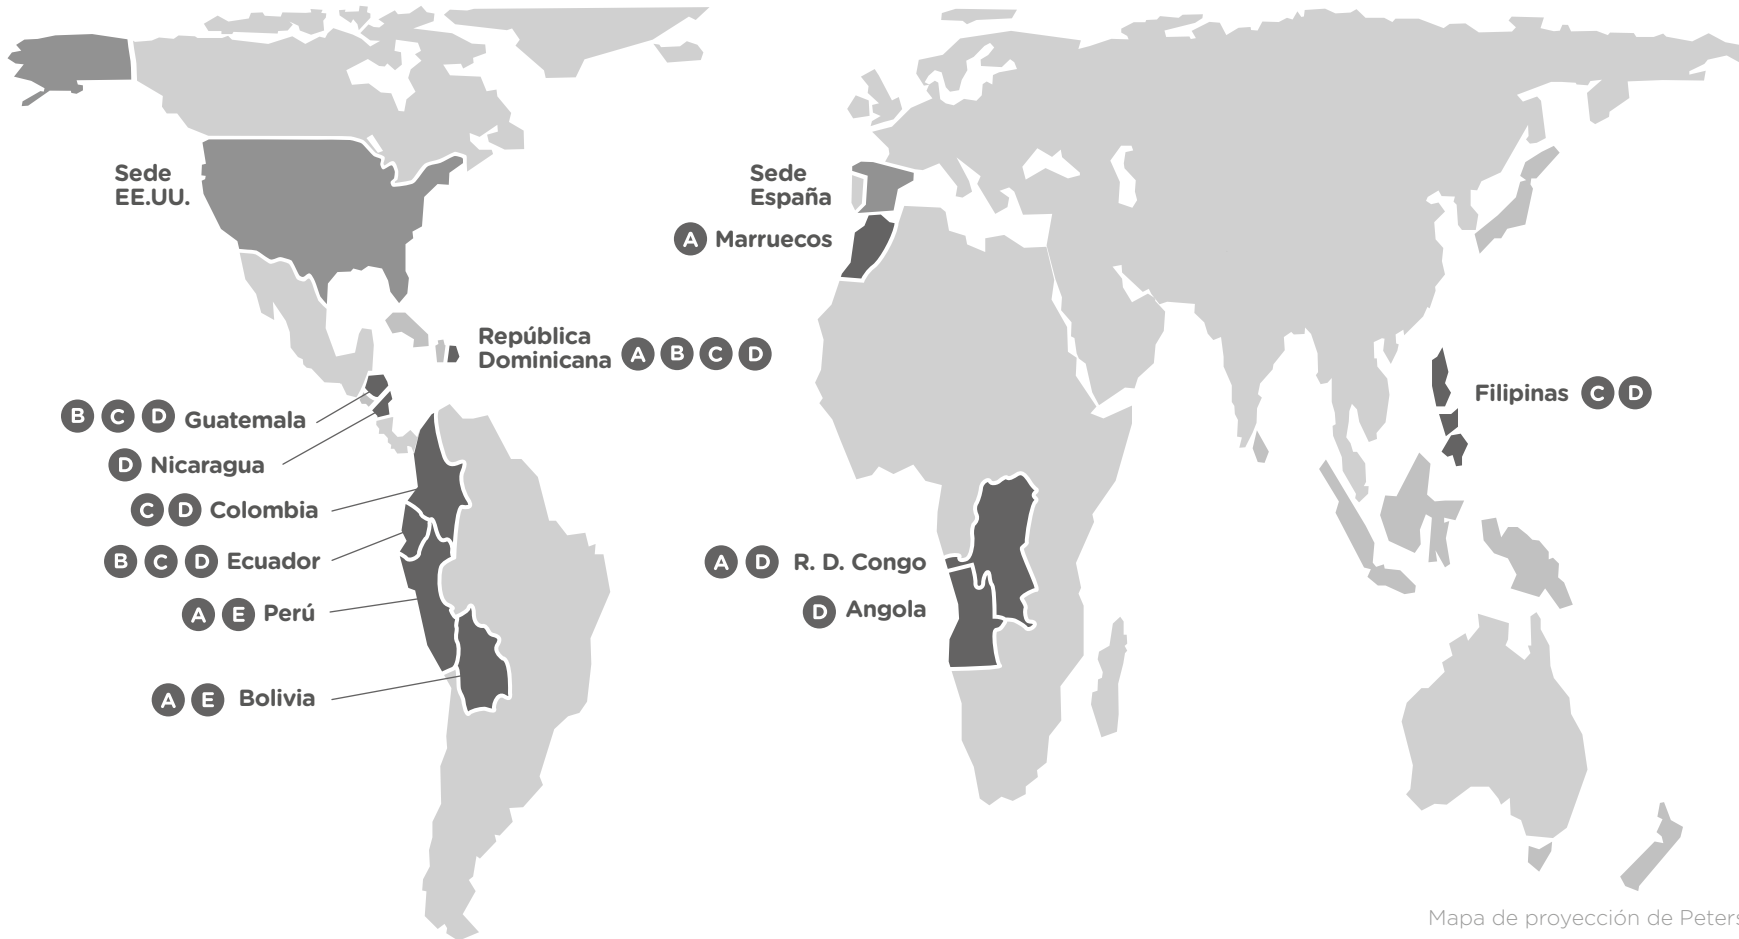 Sede
EE.UU.
Sede
España
A Marruecos
República
Dominicana A B C D
B C D Guatemala
D Nicaragua
C D Colombia
B C D Ecuador
A E Perú
A E Bolivia
A D R. D. Congo
D Angola
Filipinas C D
Mapa de proyección de Peters